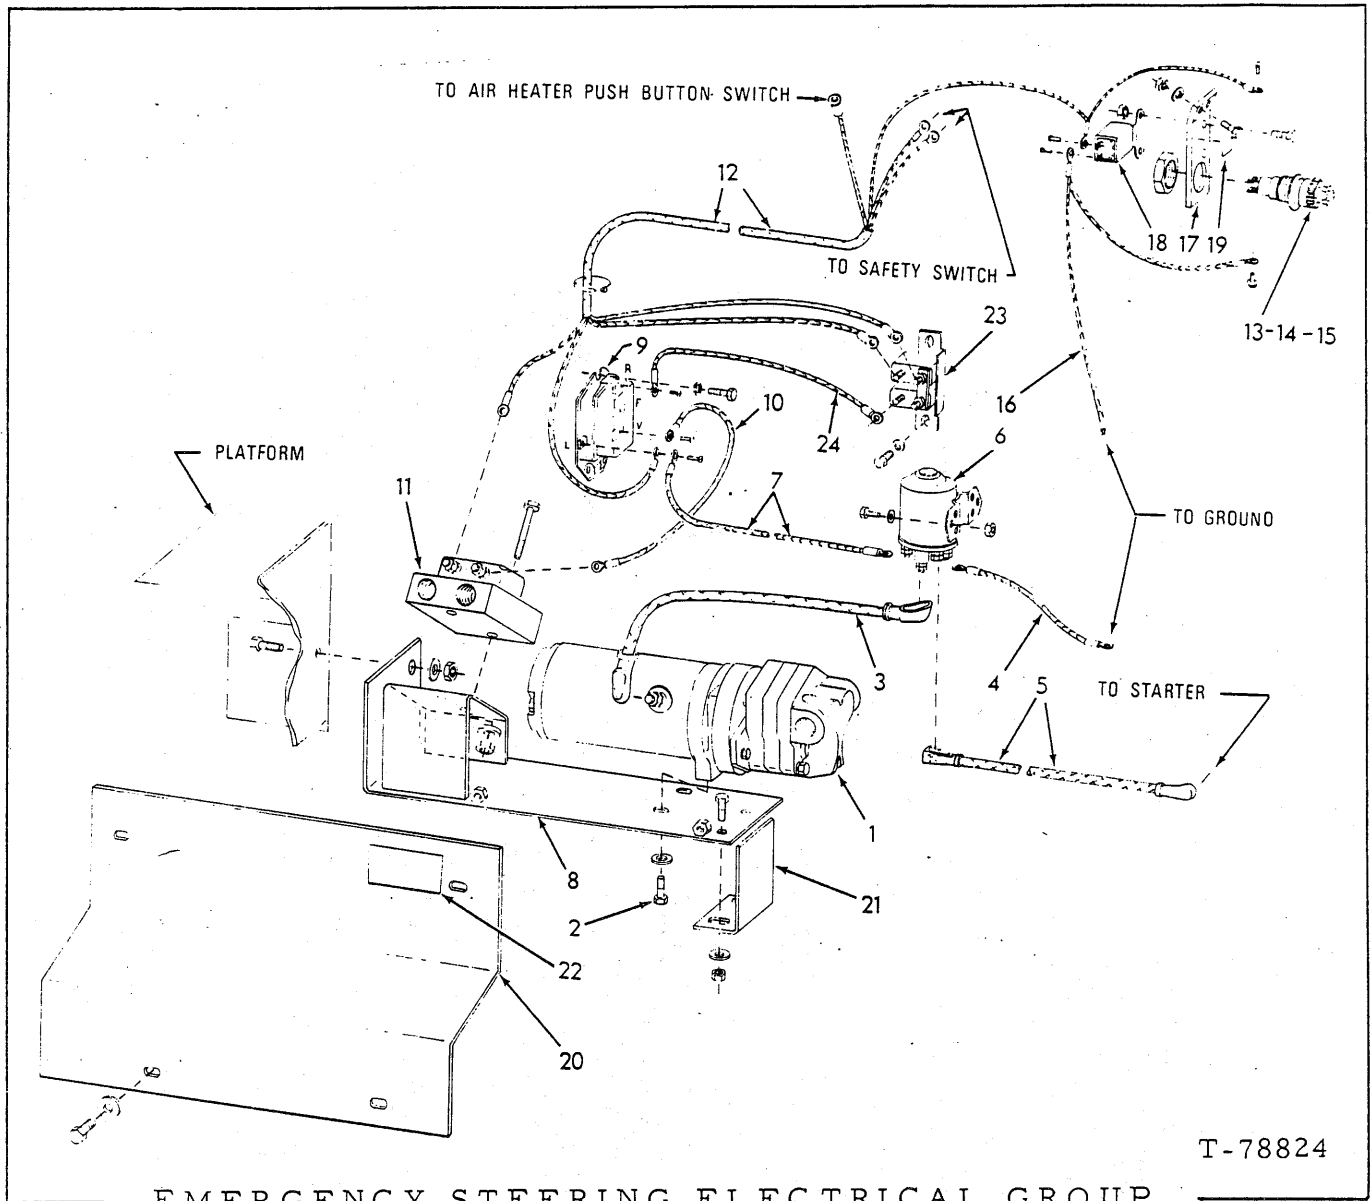 TO AIR HEATER PUSH BUTTON SWITCH
12
18 17 19
TO SAFETY SWITCH
13-14-15
23
9
R
F
V
L
10
24
16
6
PLATFORM
11
7
TO GROUND
3
4
5
TO STARTER
1
8
2
21
22
20
T-78824
EMERGENCY STEERING ELECTRICAL GROUP